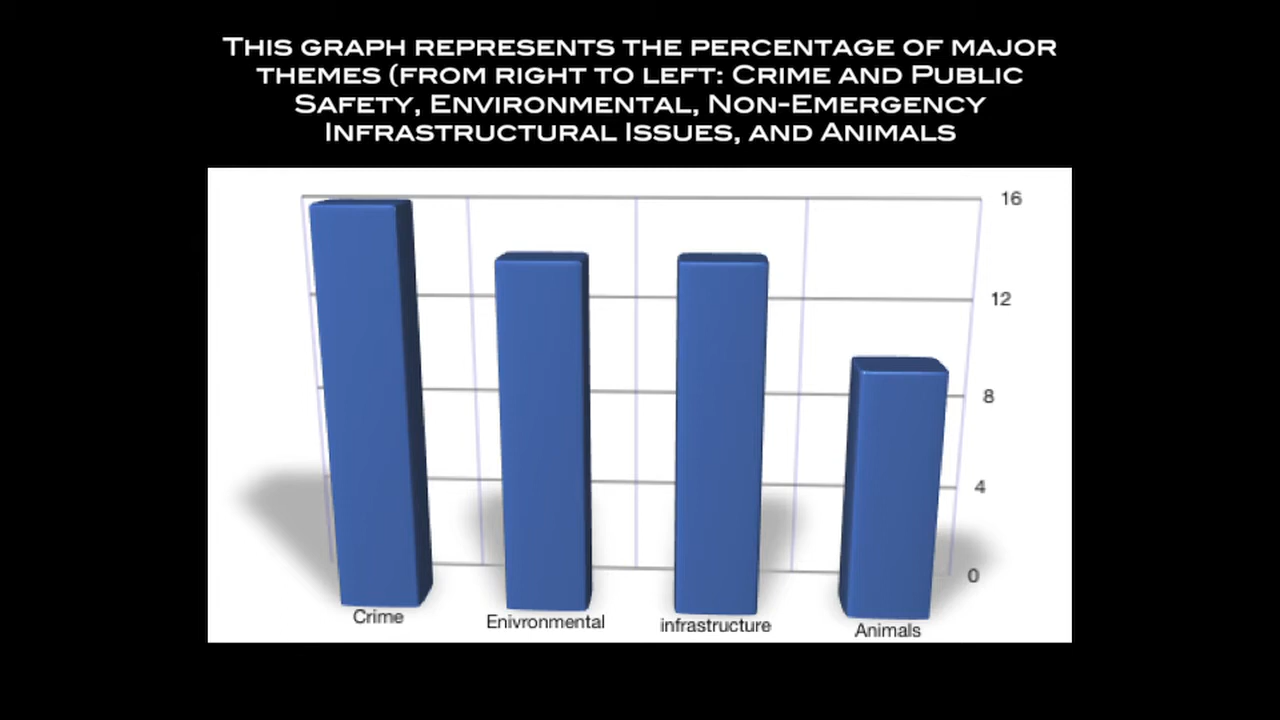 This graph represents the percentage of major
themes (from right to left: Crime and Public
Safety, Environmental, Non-Emergency
Infrastructural Issues, and Animals
16
12
8
4
0
Crime
Enivronmental
infrastructure
Animals